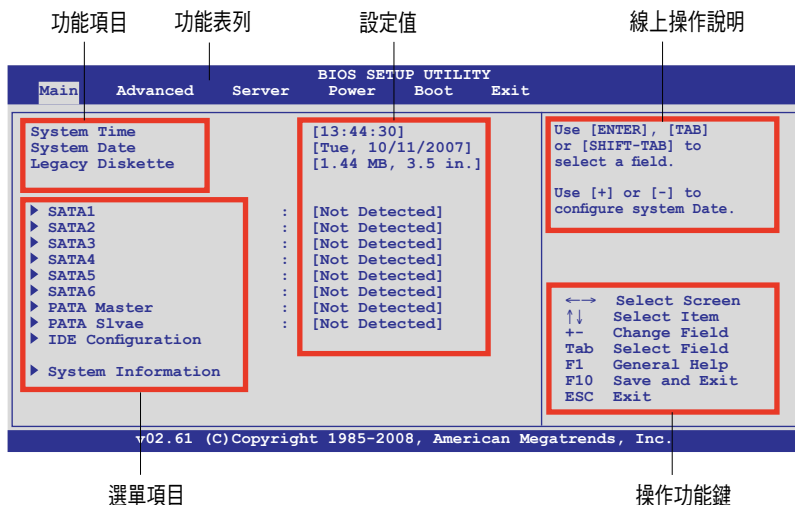 功能項目 功能表列 設定值 線上操作說明
BIOS SETUP UTILITY
Main Advanced Server Power Boot Exit
System Time [13:44:30]
System Date [Tue, 10/11/2007]
Legacy Diskette [1.44 MB, 3.5 in.]
SATA1 : [Not Detected]
SATA2 : [Not Detected]
SATA3 : [Not Detected]
SATA4 : [Not Detected]
SATA5 : [Not Detected]
SATA6 : [Not Detected]
PATA Master : [Not Detected]
PATA Slvae : [Not Detected]
IDE Configuration
System Information
Use [ENTER], [TAB]
or [SHIFT-TAB] to
select a field.
Use [+] or [-] to
configure system Date.
←→ Select Screen
↑↓ Select Item
+- Change Field
Tab Select Field
F1 General Help
F10 Save and Exit
ESC Exit
v02.61 (C)Copyright 1985-2008, American Megatrends, Inc.
選單項目 操作功能鍵